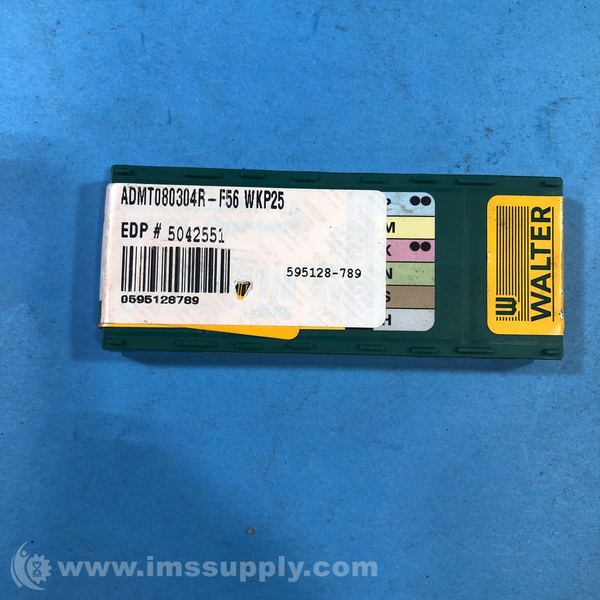 ADMT080304R-F56 WKP25
EDP # 5042551
595128-789
0595128789
M
K
N
S
H
WALTER
www.imssupply.com